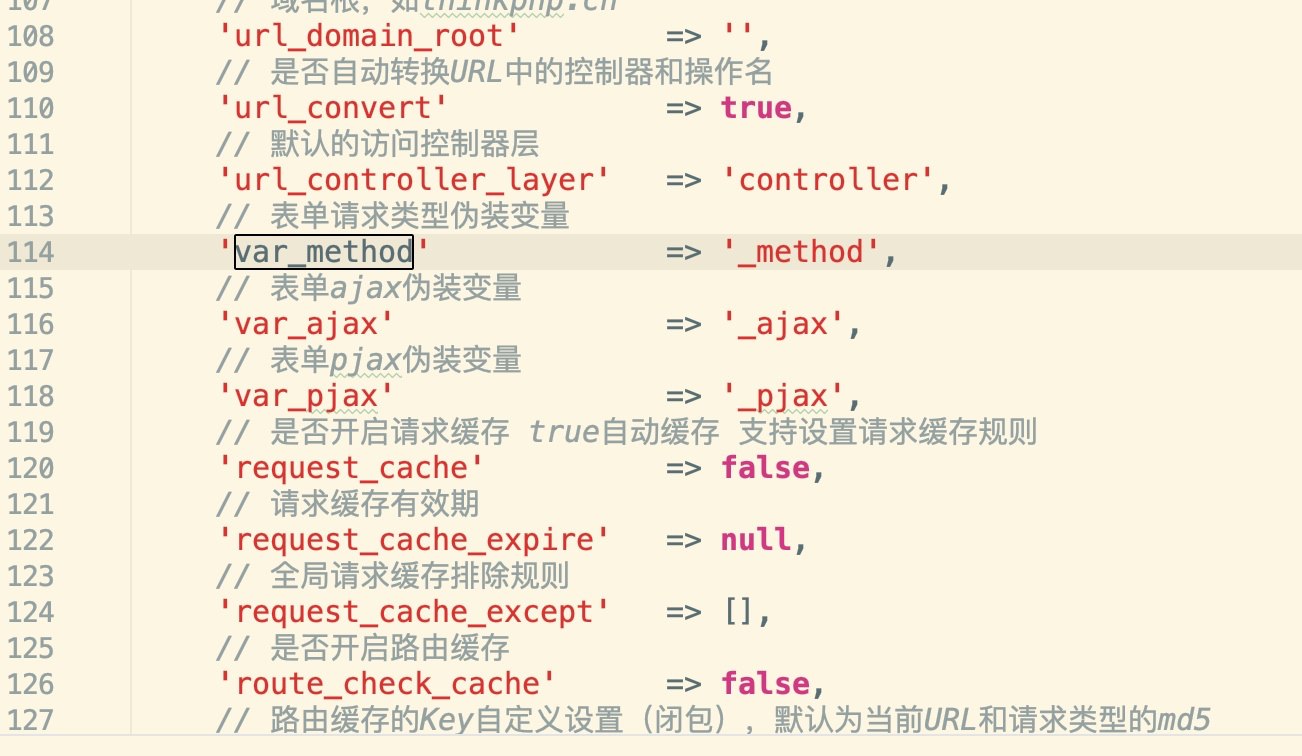 107 // 域名根，如thinkphp.cn
108 'url_domain_root' => '',
109 // 是否自动转换URL中的控制器和操作名
110 'url_convert' => true,
111 // 默认的访问控制器层
112 'url_controller_layer' => 'controller',
113 // 表单请求类型伪装变量
114 'var_method' => '_method',
115 // 表单ajax伪装变量
116 'var_ajax' => '_ajax',
117 // 表单pjax伪装变量
118 'var_pjax' => '_pjax',
119 // 是否开启请求缓存 true自动缓存 支持设置请求缓存规则
120 'request_cache' => false,
121 // 请求缓存有效期
122 'request_cache_expire' => null,
123 // 全局请求缓存排除规则
124 'request_cache_except' => [],
125 // 是否开启路由缓存
126 'route_check_cache' => false,
127 // 路由缓存的Key自定义设置（闭包），默认为当前URL和请求类型的md5